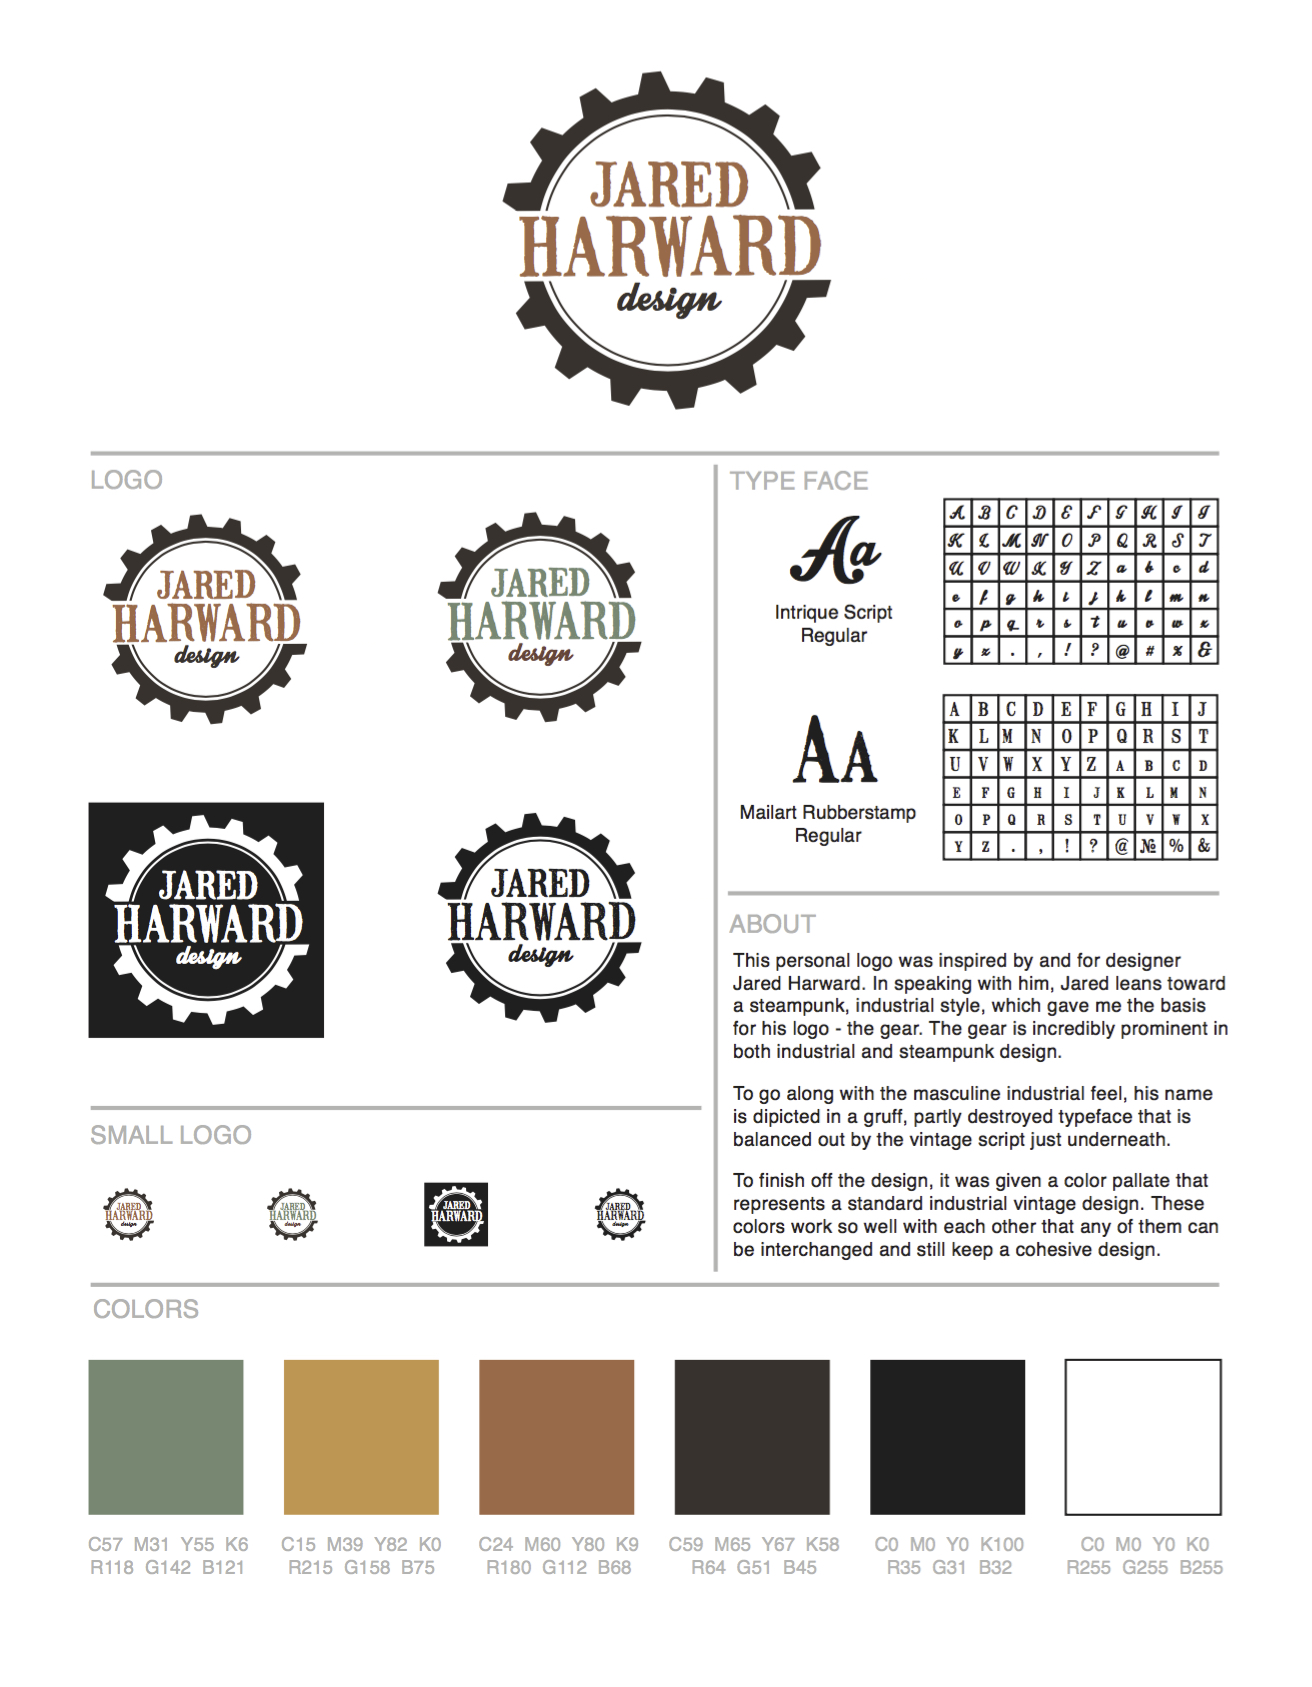 JARED
HARWARD
design
LOGO
JARED
HARWARD
design
JARED
HARWARD
design
JARED
HARWARD
design
JARED
HARWARD
design
SMALL LOGO
JARED
HARWARD
design
JARED
HARWARD
design
JARED
HARWARD
design
JARED
HARWARD
design
TYPE FACE
Aa
Intrique Script
Regular
A B C D E F G H I J
K L M N O P Q R S T
U V W X Y Z a b c d
e f g h i j k l m n
o p q r s t u v w x
y z . , ! ? @ # % &
AA
Mailart Rubberstamp
Regular
A B C D E F G H I J
K L M N O P Q R S T
U V W X Y Z A B C D
E F G H I J K L M N
O P Q R S T U V W X
Y Z . , ! ? @ № % &
ABOUT
This personal logo was inspired by and for designer
Jared Harward. In speaking with him, Jared leans toward
a steampunk, industrial style, which gave me the basis
for his logo - the gear. The gear is incredibly prominent in
both industrial and steampunk design.
To go along with the masculine industrial feel, his name
is dipicted in a gruff, partly destroyed typeface that is
balanced out by the vintage script just underneath.
To finish off the design, it was given a color pallate that
represents a standard industrial vintage design. These
colors work so well with each other that any of them can
be interchanged and still keep a cohesive design.
COLORS
C57 M31 Y55 K6
R118 G142 B121
C15 M39 Y82 K0
R215 G158 B75
C24 M60 Y80 K9
R180 G112 B68
C59 M65 Y67 K58
R64 G51 B45
C0 M0 Y0 K100
R35 G31 B32
C0 M0 Y0 K0
R255 G255 B255